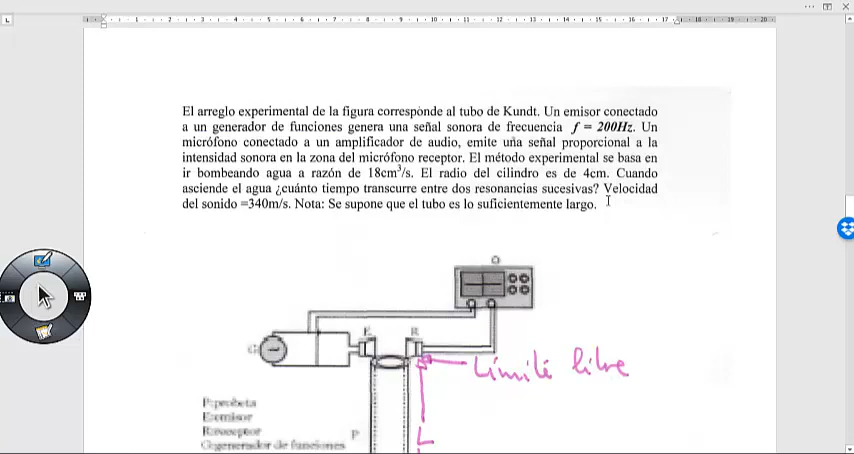 El arreglo experimental de la figura corresponde al tubo de Kundt. Un emisor conectado
a un generador de funciones genera una señal sonora de frecuencia f = 200Hz. Un
micrófono conectado a un amplificador de audio, emite una señal proporcional a la
intensidad sonora en la zona del micrófono receptor. El método experimental se basa en
ir bombeando agua a razón de 18cm³/s. El radio del cilindro es de 4cm. Cuando
asciende el agua ¿cuánto tiempo transcurre entre dos resonancias sucesivas? Velocidad
del sonido =340m/s. Nota: Se supone que el tubo es lo suficientemente largo.
O
E R
G
Límite libre
P:probeta
E:emisor
R:receptor
P
G:generador de funciones
L